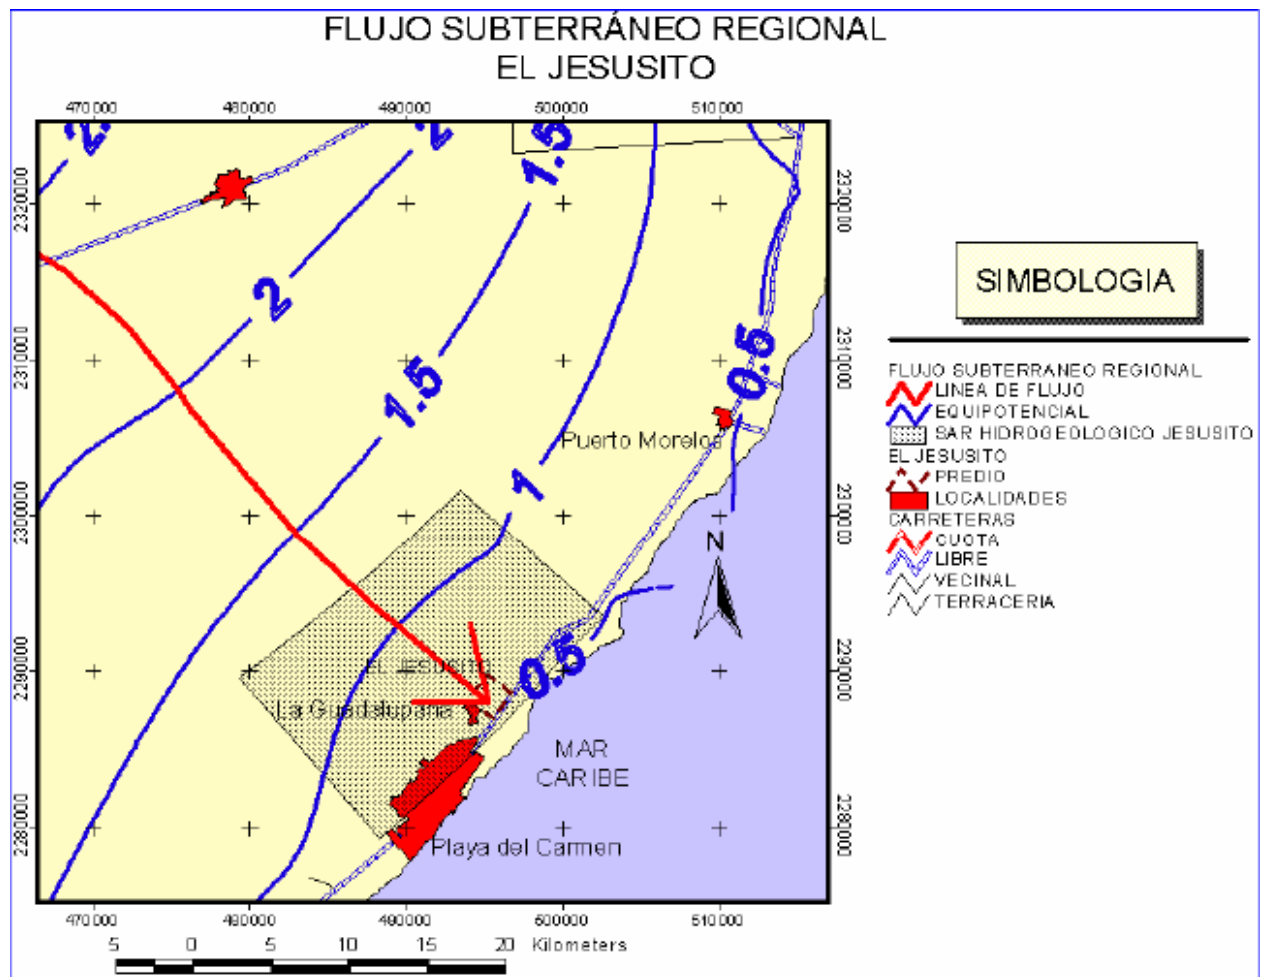 FLUJO SUBTERRÁNEO REGIONAL
EL JESUSITO
470000 480000 490000 500000 510000
2.
2
1.5
2320000
2320000
2
SIMBOLOGIA
2310000
2310000
0.5
1.5
FLUJO SUBTERRANEO REGIONAL
LINEA DE FLUJO
EQUIPOTENCIAL
SAR HIDROGEOLOGICO JESUSITO
EL JESUSITO
PREDIO
LOCALIDADES
CARRETERAS
CUOTA
LIBRE
VECINAL
TERRACERIA
Puerto Morelos
1
2300000
2300000
N
EL JESUSITO
0.5
2290000
2290000
La Guadalupana
MAR
CARIBE
2280000
2280000
Playa del Carmen
470000 480000 490000 500000 510000
5 0 5 10 15 20 Kilometers